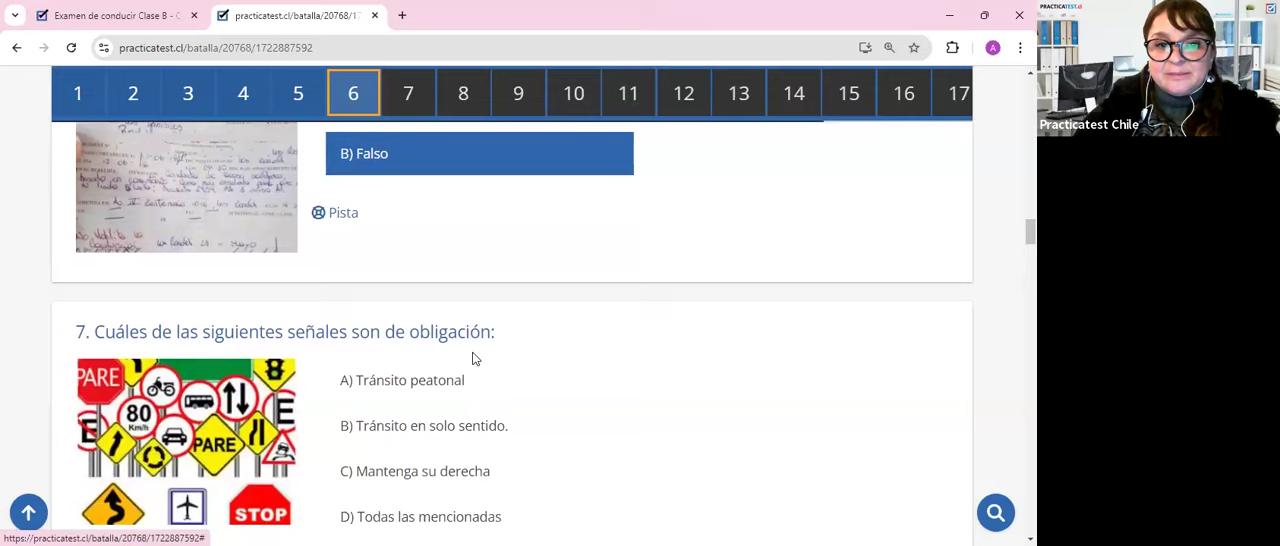 Examen de conducir Clase B - C
practicatest.cl/batalla/20768/17
practicatest.cl/batalla/20768/1722887592
A
PRACTICATEST.cl
Practicatest Chile
1 2 3 4 5 6 7 8 9 10 11 12 13 14 15 16 17
B) Falso
Pista
7. Cuáles de las siguientes señales son de obligación:
PARE
80
Km/h
E
E
PARE
STOP
A) Tránsito peatonal
B) Tránsito en solo sentido.
C) Mantenga su derecha
D) Todas las mencionadas
https://practicatest.cl/batalla/20768/1722887592#